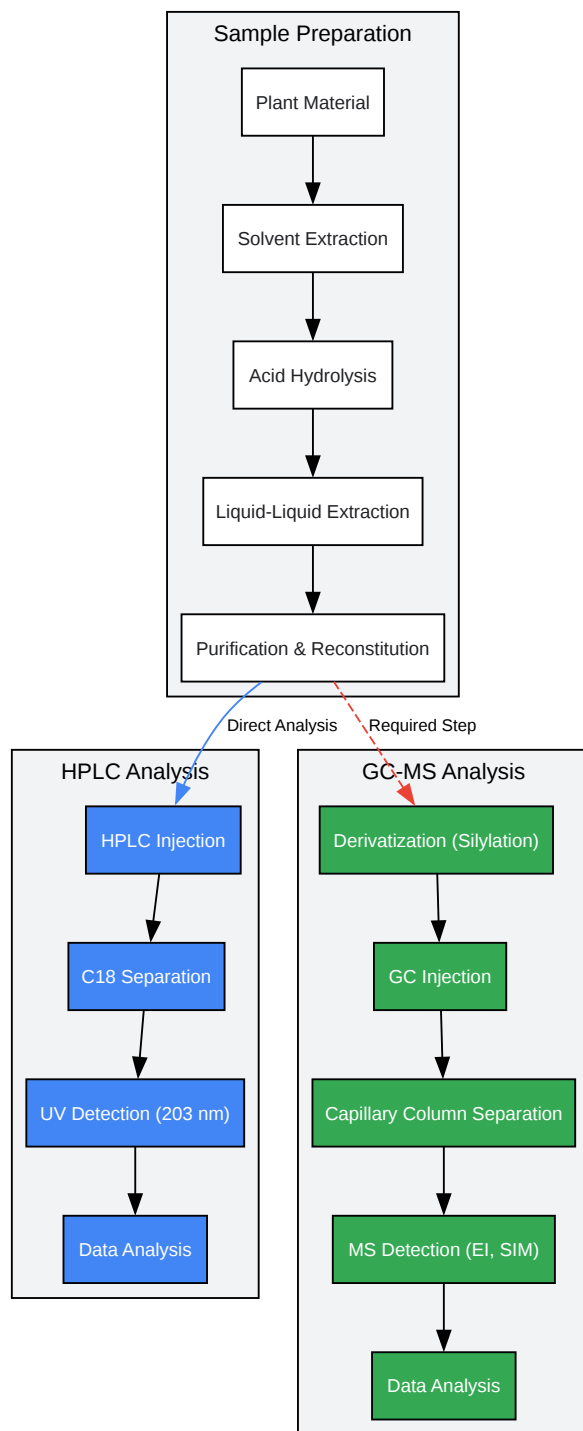 Sample Preparation
Plant Material
Solvent Extraction
Acid Hydrolysis
Liquid-Liquid Extraction
Purification & Reconstitution
Direct Analysis
Required Step
HPLC Analysis
HPLC Injection
C18 Separation
UV Detection (203 nm)
Data Analysis
GC-MS Analysis
Derivatization (Silylation)
GC Injection
Capillary Column Separation
MS Detection (EI, SIM)
Data Analysis